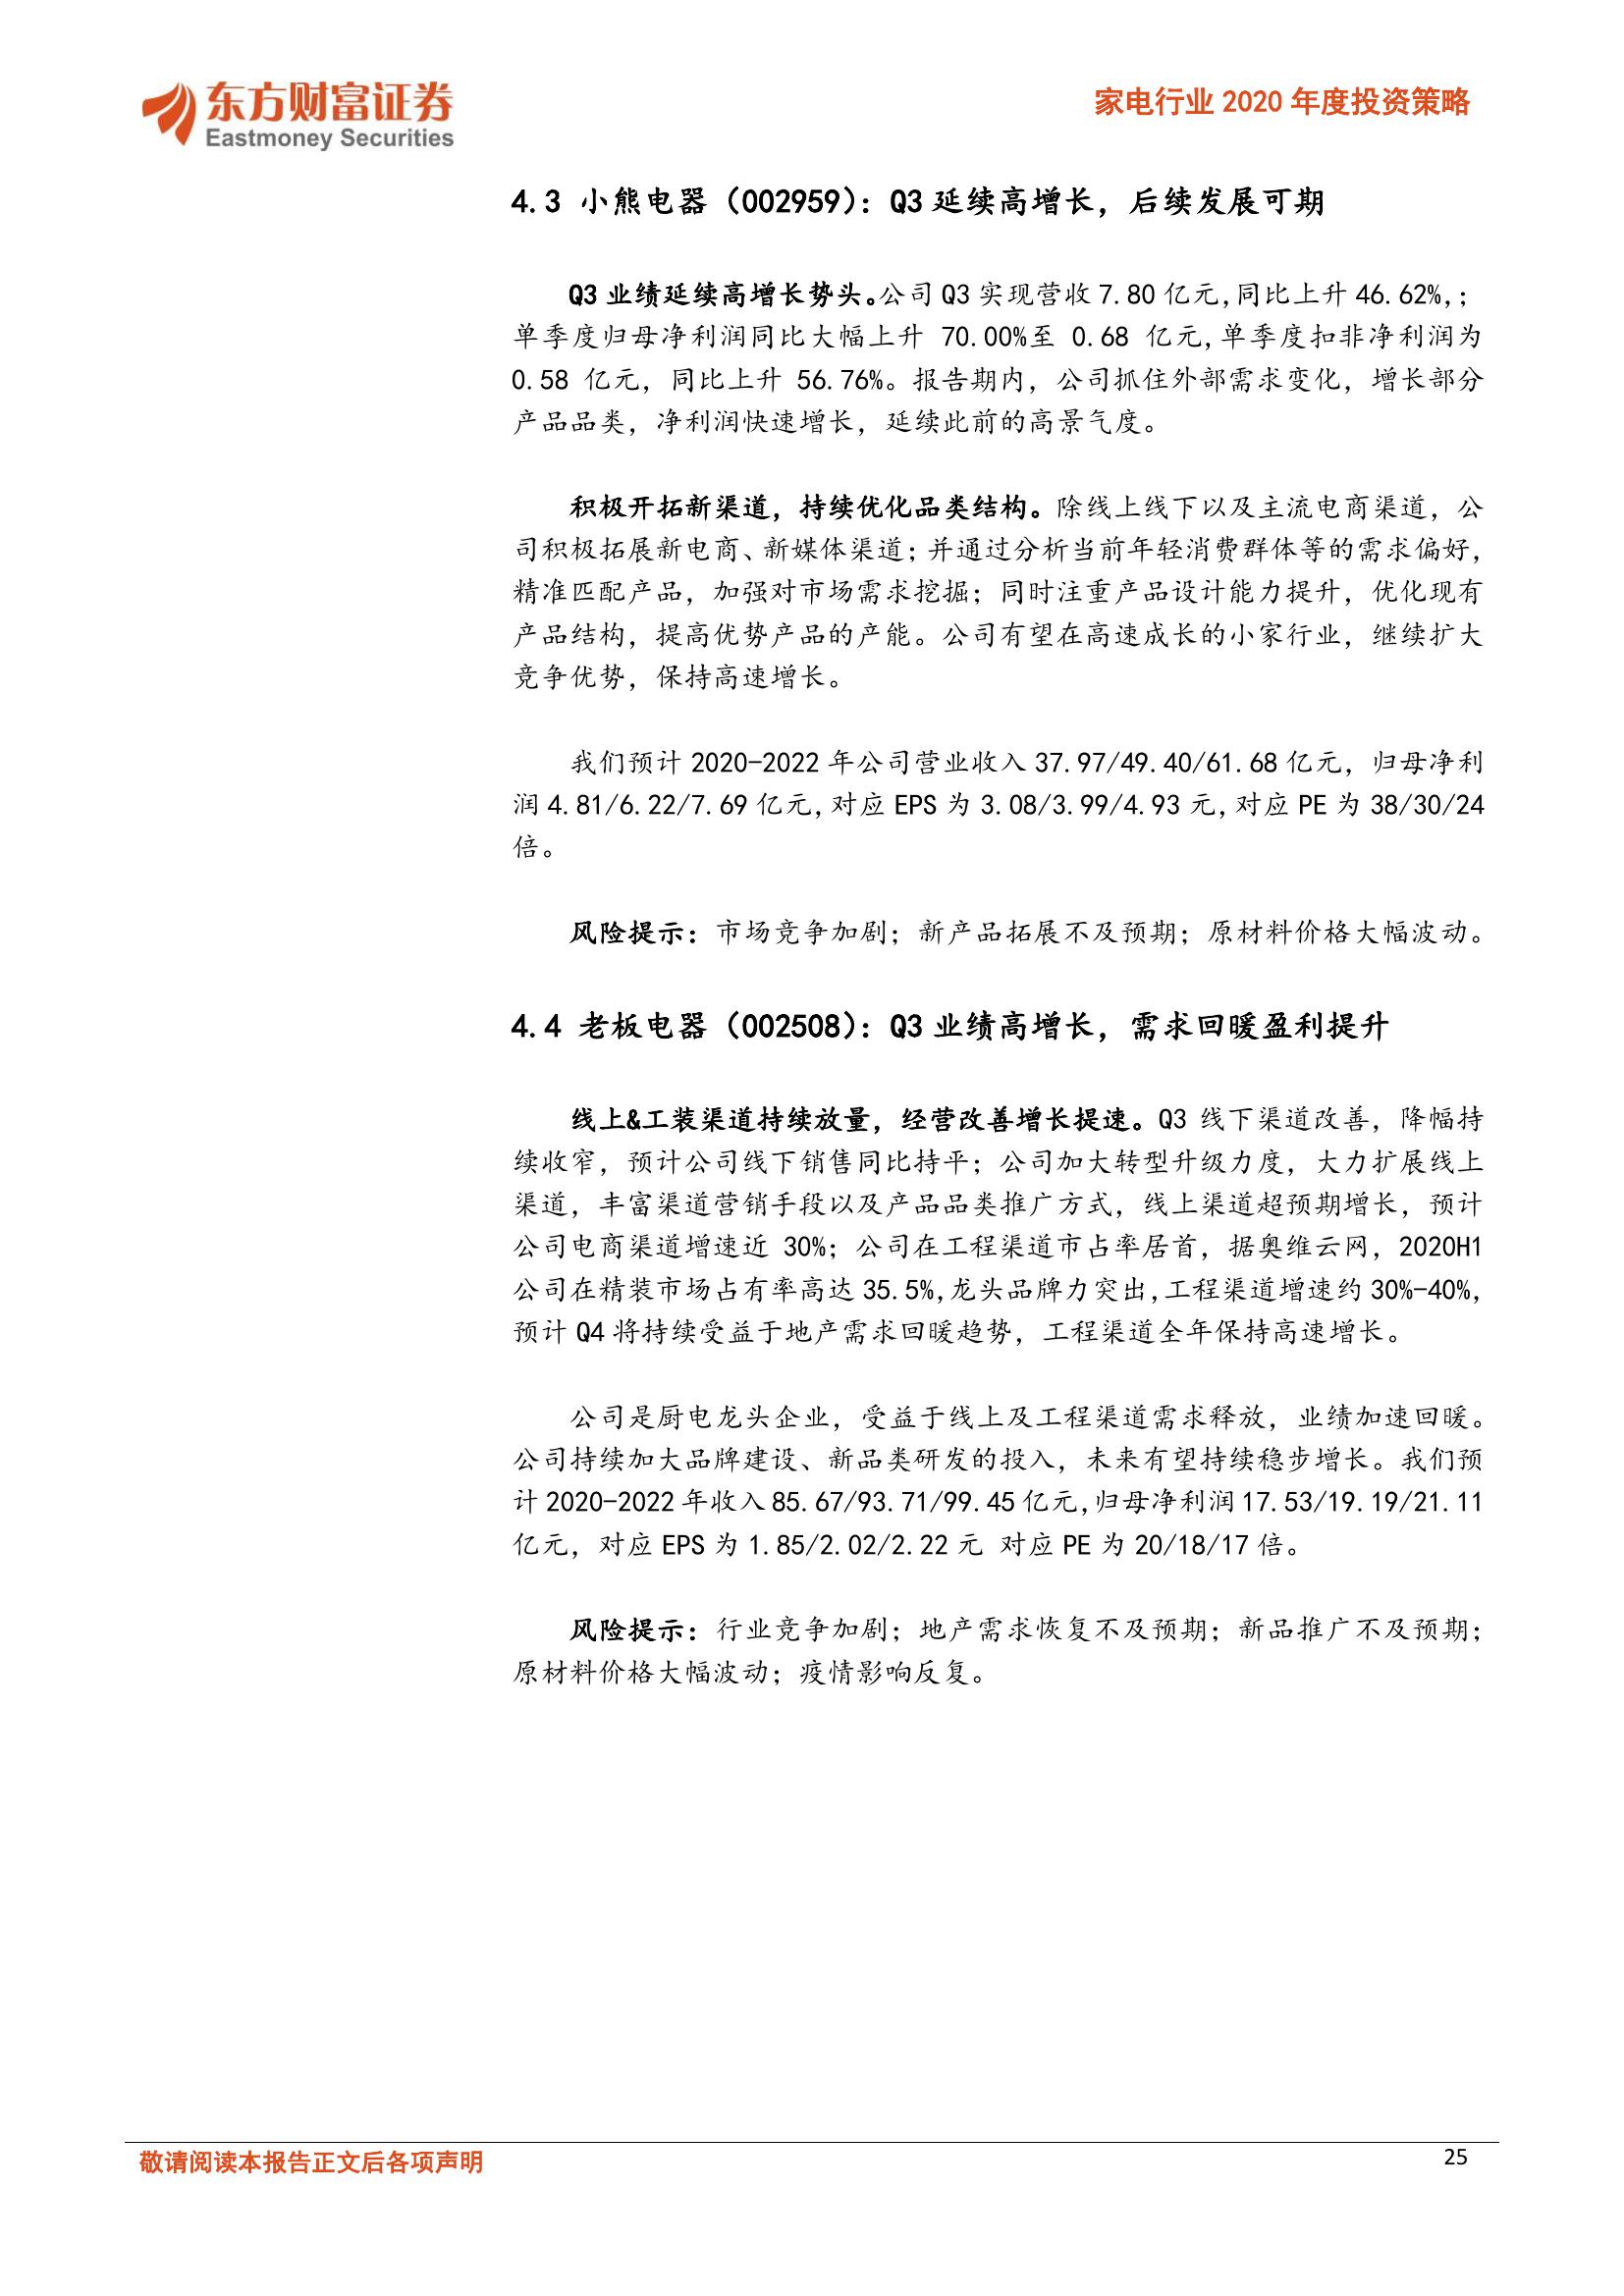 东方财富证券
Eastmoney Securities
家电行业 2020 年度投资策略
4.3 小熊电器（002959）：Q3 延续高增长，后续发展可期
Q3 业绩延续高增长势头。公司 Q3 实现营收 7.80 亿元,同比上升 46.62%,；
单季度归母净利润同比大幅上升 70.00%至 0.68 亿元,单季度扣非净利润为
0.58 亿元，同比上升 56.76%。报告期内，公司抓住外部需求变化，增长部分
产品品类，净利润快速增长，延续此前的高景气度。
积极开拓新渠道，持续优化品类结构。除线上线下以及主流电商渠道，公
司积极拓展新电商、新媒体渠道；并通过分析当前年轻消费群体等的需求偏好，
精准匹配产品，加强对市场需求挖掘；同时注重产品设计能力提升，优化现有
产品结构，提高优势产品的产能。公司有望在高速成长的小家行业，继续扩大
竞争优势，保持高速增长。
我们预计 2020-2022 年公司营业收入 37.97/49.40/61.68 亿元，归母净利
润 4.81/6.22/7.69 亿元,对应 EPS 为 3.08/3.99/4.93 元,对应 PE 为 38/30/24
倍。
风险提示：市场竞争加剧；新产品拓展不及预期；原材料价格大幅波动。
4.4 老板电器（002508）：Q3 业绩高增长，需求回暖盈利提升
线上&工装渠道持续放量，经营改善增长提速。Q3 线下渠道改善，降幅持
续收窄，预计公司线下销售同比持平；公司加大转型升级力度，大力扩展线上
渠道，丰富渠道营销手段以及产品品类推广方式，线上渠道超预期增长，预计
公司电商渠道增速近 30%；公司在工程渠道市占率居首，据奥维云网，2020H1
公司在精装市场占有率高达 35.5%,龙头品牌力突出,工程渠道增速约 30%-40%,
预计 Q4 将持续受益于地产需求回暖趋势，工程渠道全年保持高速增长。
公司是厨电龙头企业，受益于线上及工程渠道需求释放，业绩加速回暖。
公司持续加大品牌建设、新品类研发的投入，未来有望持续稳步增长。我们预
计 2020-2022 年收入 85.67/93.71/99.45 亿元,归母净利润 17.53/19.19/21.11
亿元，对应 EPS 为 1.85/2.02/2.22 元 对应 PE 为 20/18/17 倍。
风险提示：行业竞争加剧；地产需求恢复不及预期；新品推广不及预期；
原材料价格大幅波动；疫情影响反复。
敬请阅读本报告正文后各项声明
25